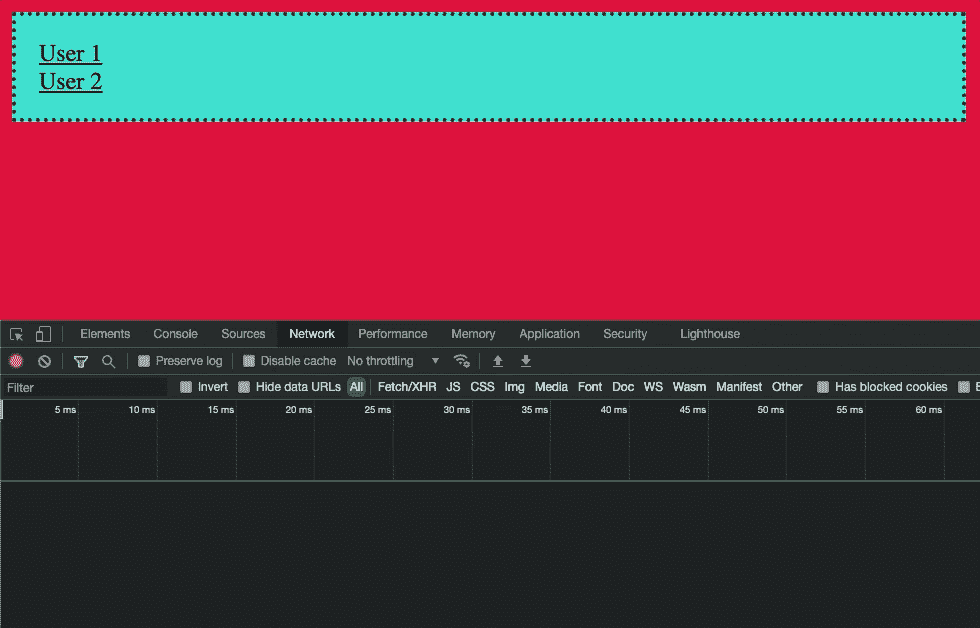 User 1
User 2
Elements Console Sources Network Performance Memory Application Security Lighthouse
Preserve log Disable cache No throttling
Filter Invert Hide data URLs All Fetch/XHR JS CSS Img Media Font Doc WS Wasm Manifest Other Has blocked cookies
5 ms 10 ms 15 ms 20 ms 25 ms 30 ms 35 ms 40 ms 45 ms 50 ms 55 ms 60 ms